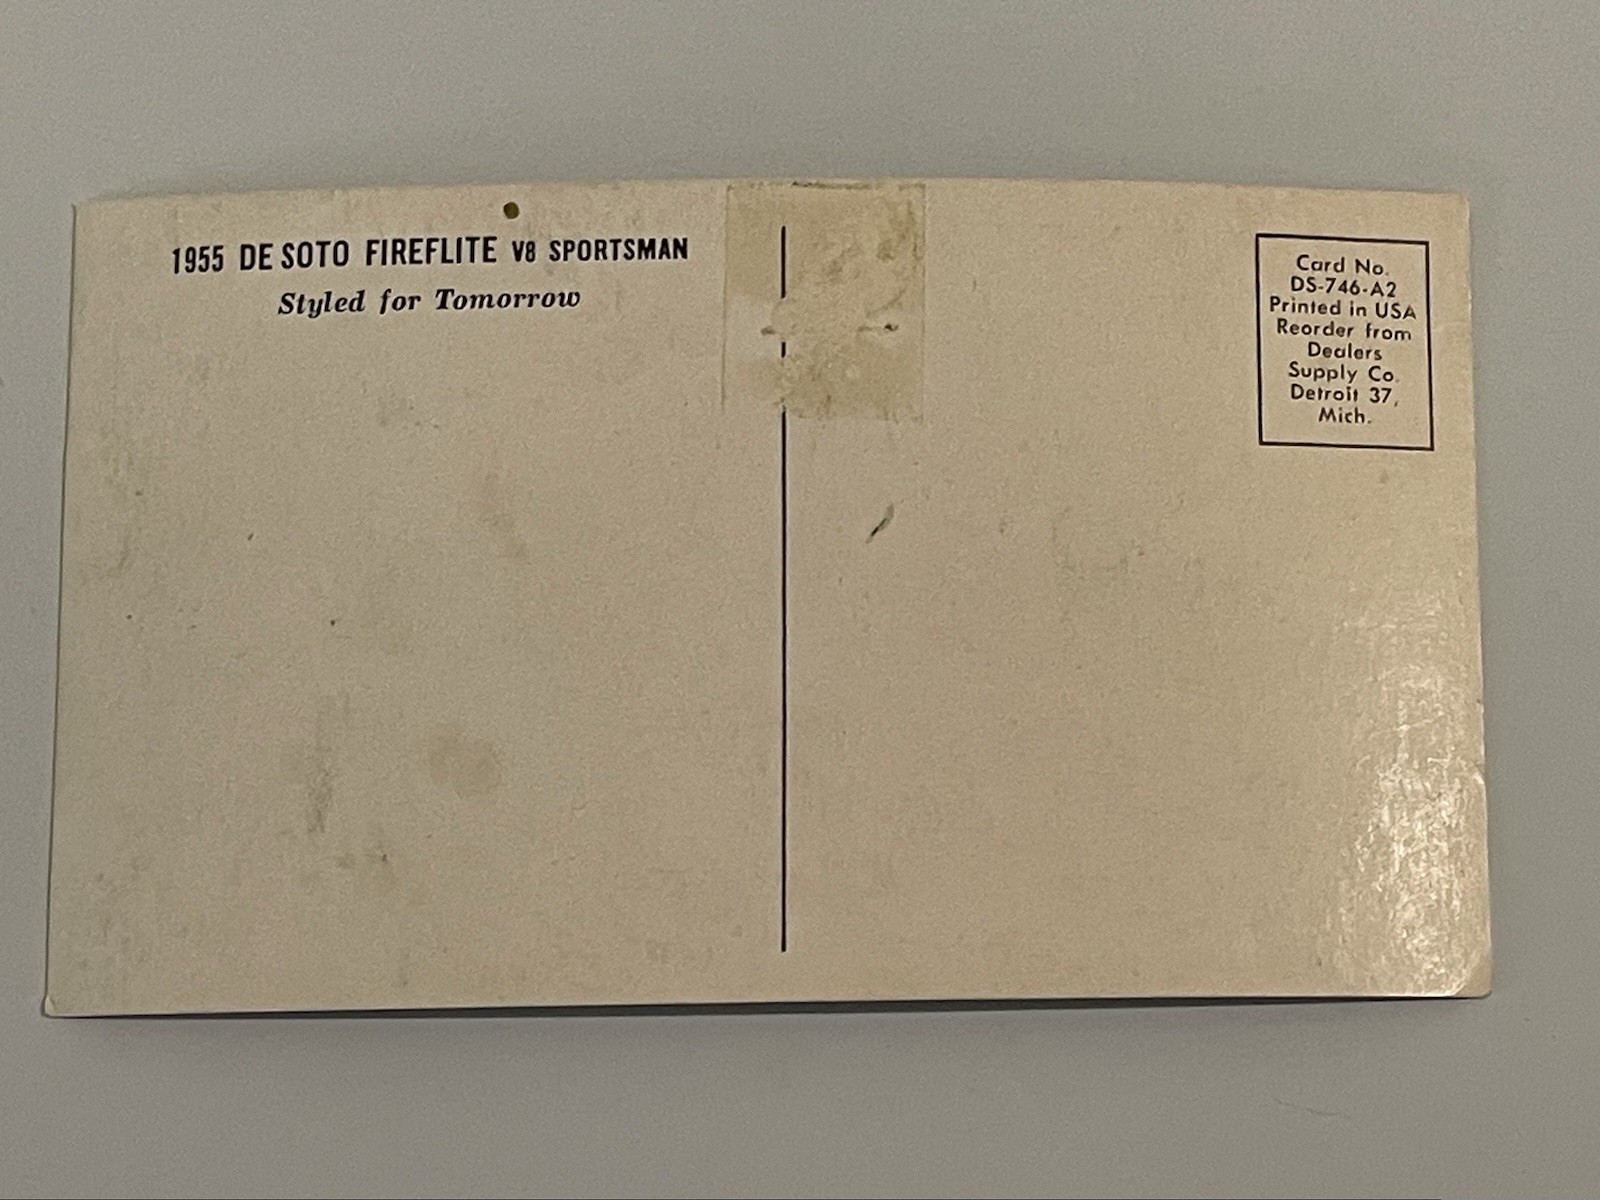 1955 DE SOTO FIREFLITE V8 SPORTSMAN
Styled for Tomorrow
Card No.
DS-746-A2
Printed in USA
Reorder from
Dealers
Supply Co.
Detroit 37,
Mich.